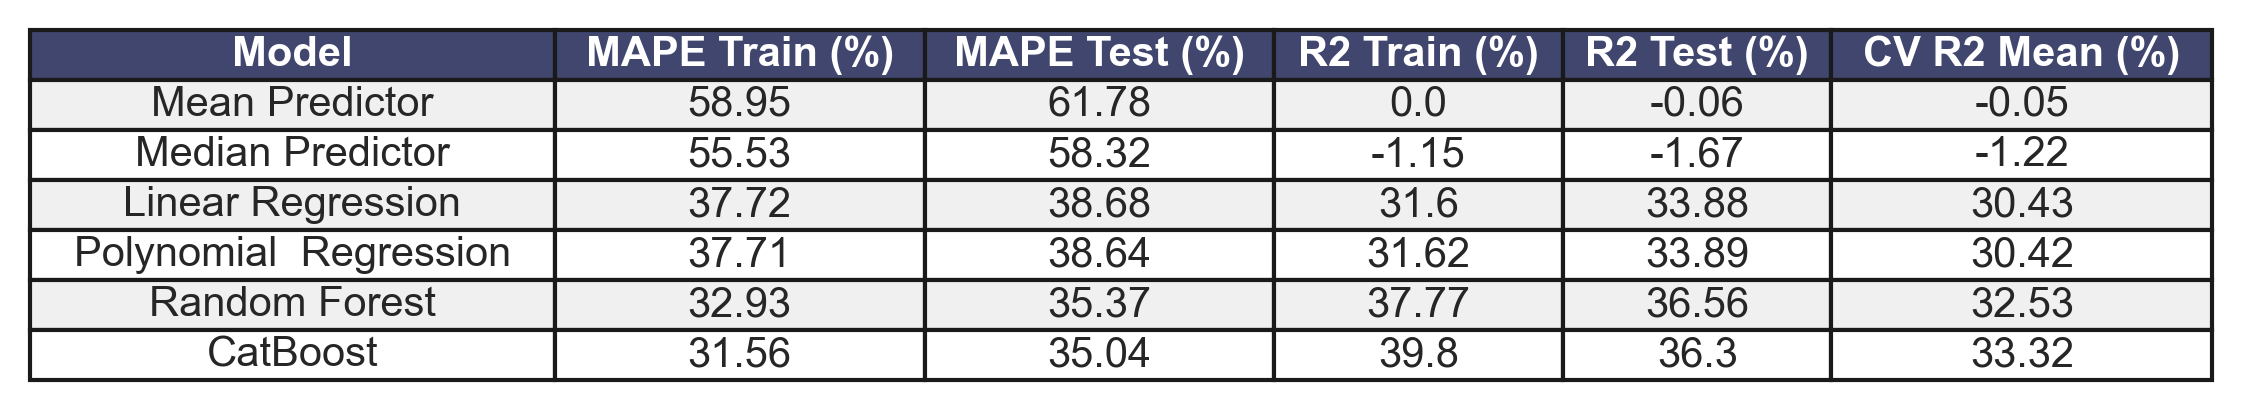 Model MAPE Train (%) MAPE Test (%) R2 Train (%) R2 Test (%) CV R2 Mean (%)
Mean Predictor 58.95 61.78 0.0 -0.06 -0.05
Median Predictor 55.53 58.32 -1.15 -1.67 -1.22
Linear Regression 37.72 38.68 31.6 33.88 30.43
Polynomial  Regression 37.71 38.64 31.62 33.89 30.42
Random Forest 32.93 35.37 37.77 36.56 32.53
CatBoost 31.56 35.04 39.8 36.3 33.32